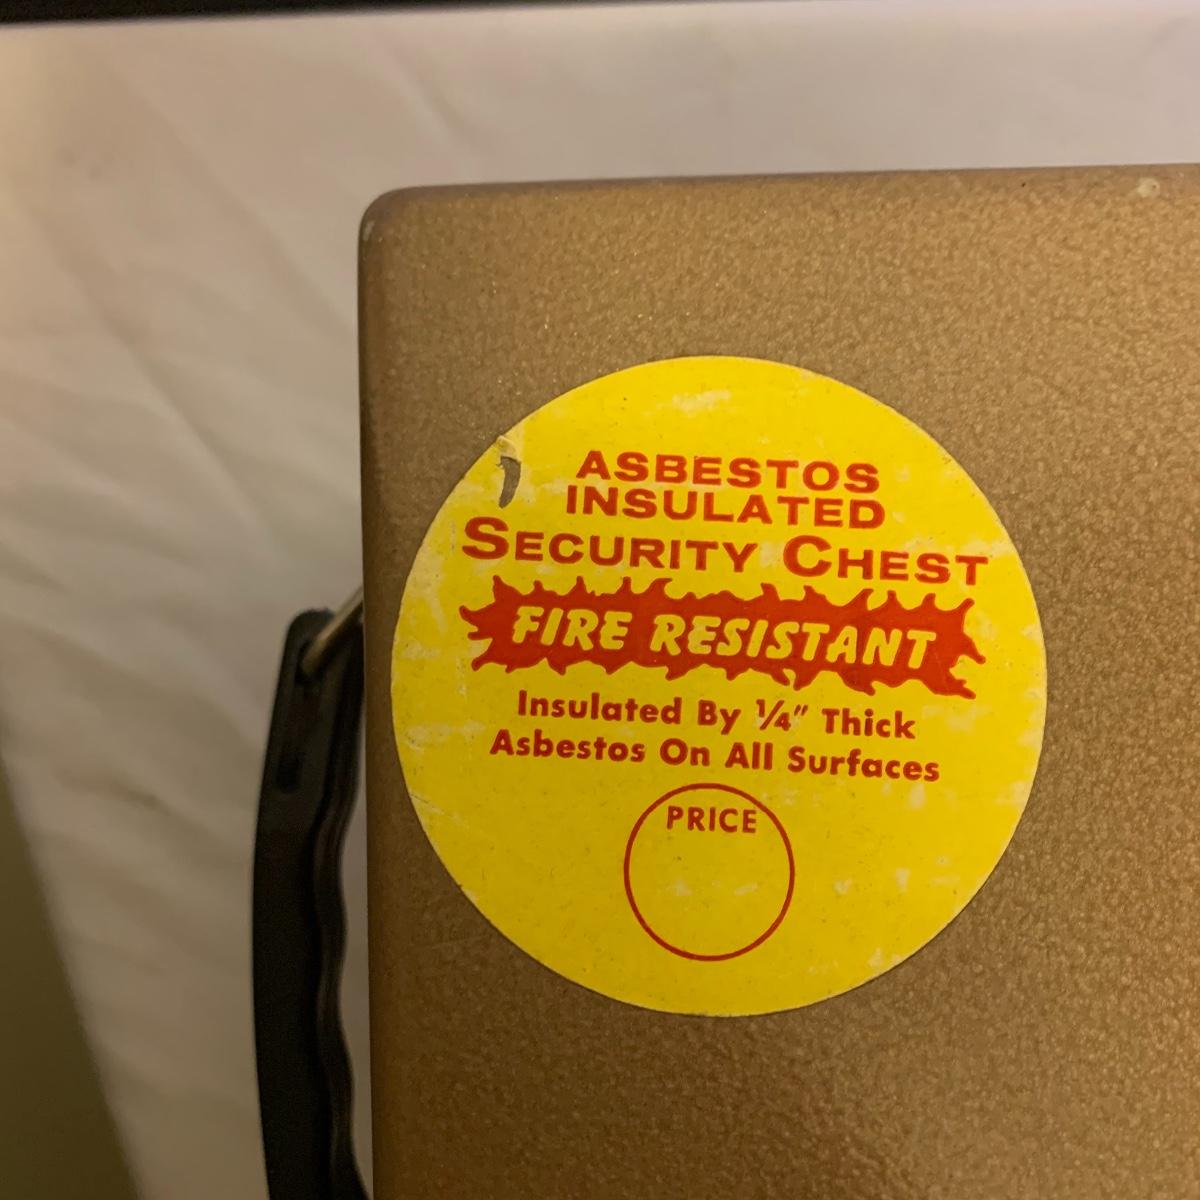 ASBESTOS
INSULATED
SECURITY CHEST
FIRE RESISTANT
Insulated By ¼" Thick
Asbestos On All Surfaces
PRICE